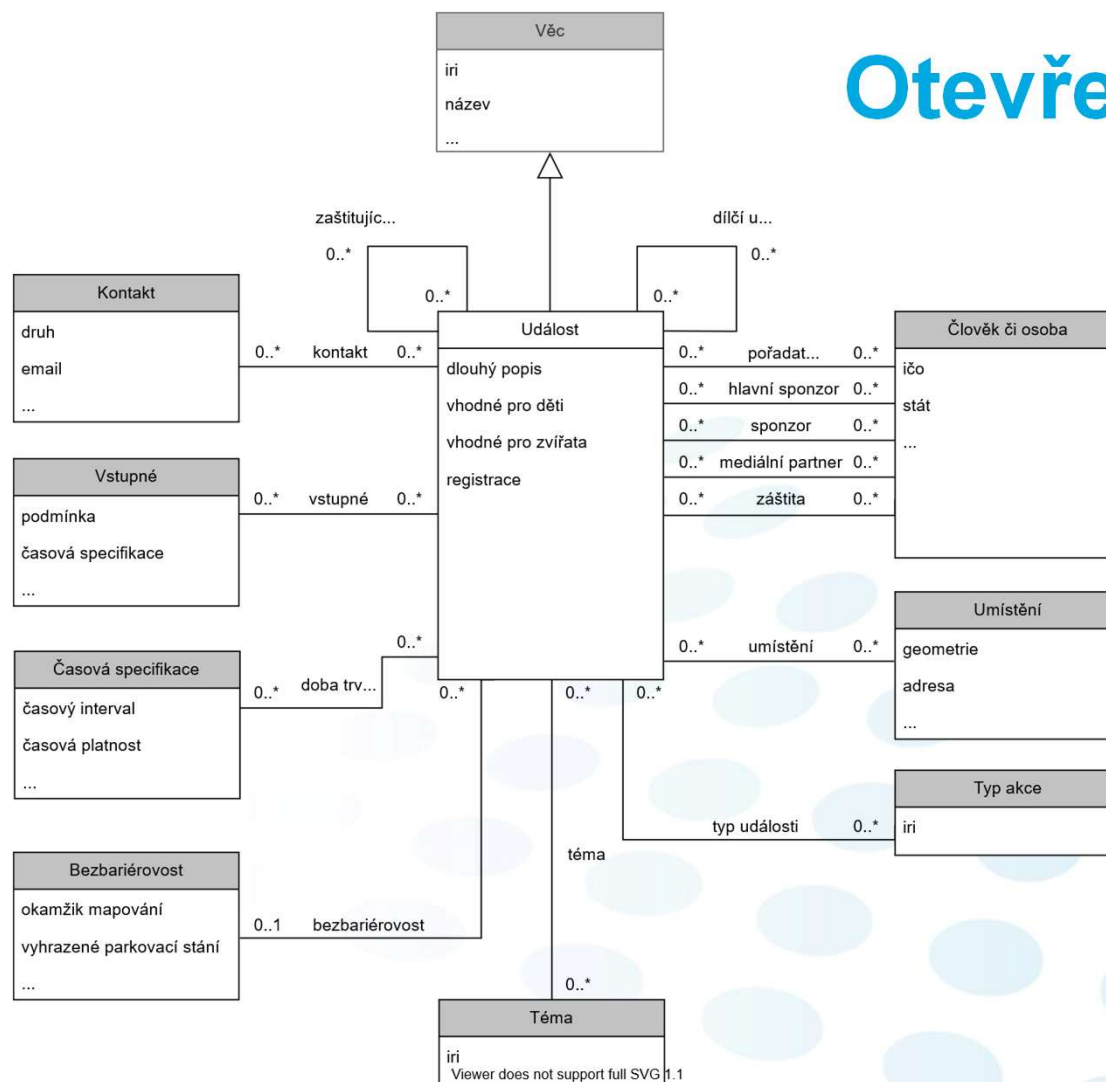 Věc
iri
název
...
Otevře
zaštitujíc...
0..*
0..*
dílčí u...
0..*
0..*
Kontakt
druh
email
...
0..* kontakt 0..*
Událost
dlouhý popis
vhodné pro děti
vhodné pro zvířata
registrace
0..* pořadat... 0..*
0..* hlavní sponzor 0..*
0..* sponzor 0..*
0..* mediální partner 0..*
0..* záštita 0..*
Člověk či osoba
ičo
stát
...
Vstupné
podmínka
časová specifikace
...
0..* vstupné 0..*
Umístění
geometrie
adresa
...
0..* umístění 0..*
Časová specifikace
časový interval
časová platnost
...
0..* doba trv... 0..*
0..* 0..* 0..*
Typ akce
iri
typ události 0..*
téma
Bezbariérovost
okamžik mapování
vyhrazené parkovací stání
...
0..1 bezbariérovost
0..*
Téma
iri
Viewer does not support full SVG 1.1